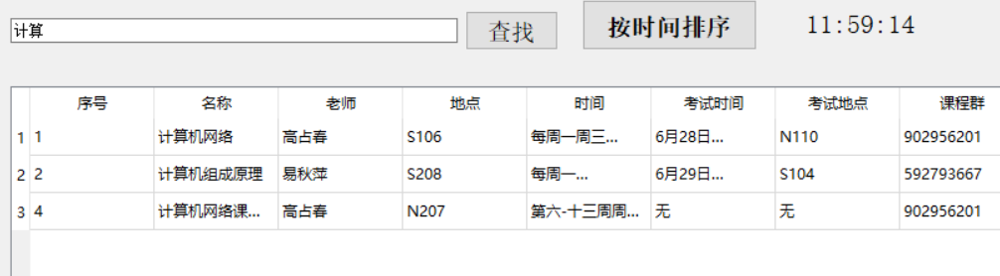 计算 查找 按时间排序 11:59:14
序号 名称 老师 地点 时间 考试时间 考试地点 课程群
1 1 计算机网络 高占春 S106 每周一周三... 6月28日... N110 902956201
2 2 计算机组成原理 易秋萍 S208 每周一... 6月29日... S104 592793667
3 4 计算机网络课... 高占春 N207 第六-十三周周... 无 无 902956201